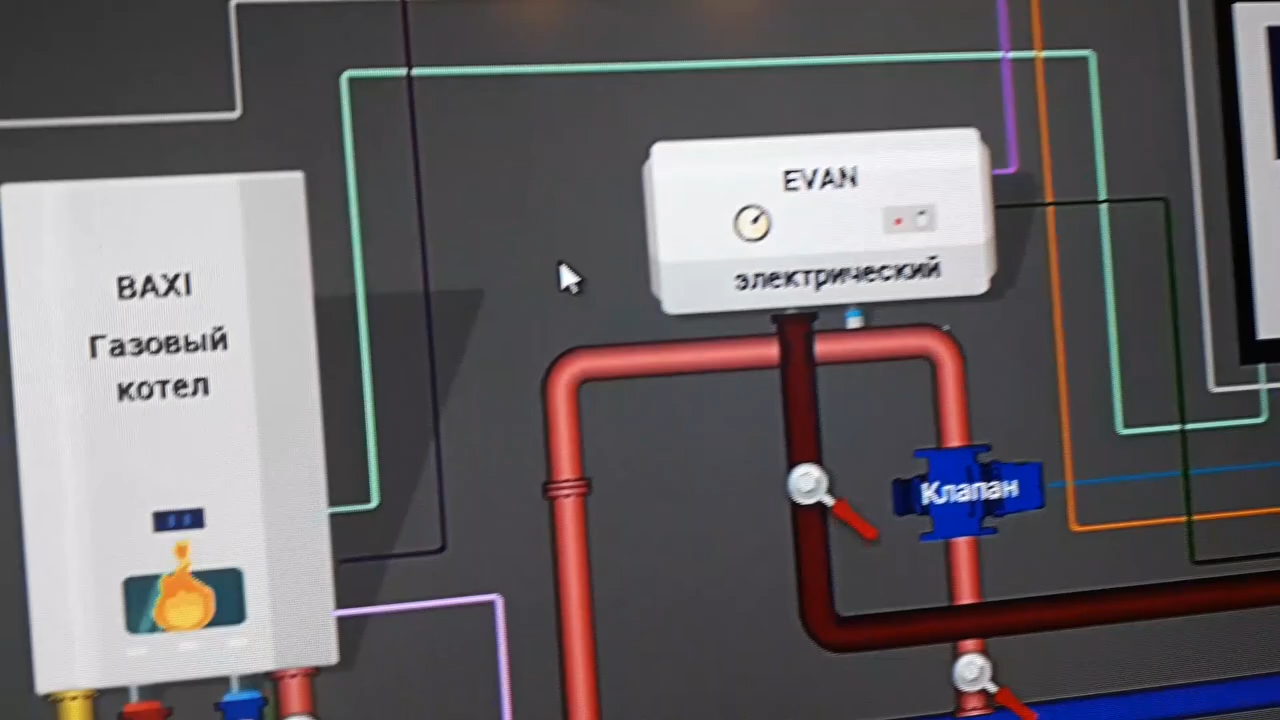 EVAN
электрический
BAXI
Газовый
котел
Клапан